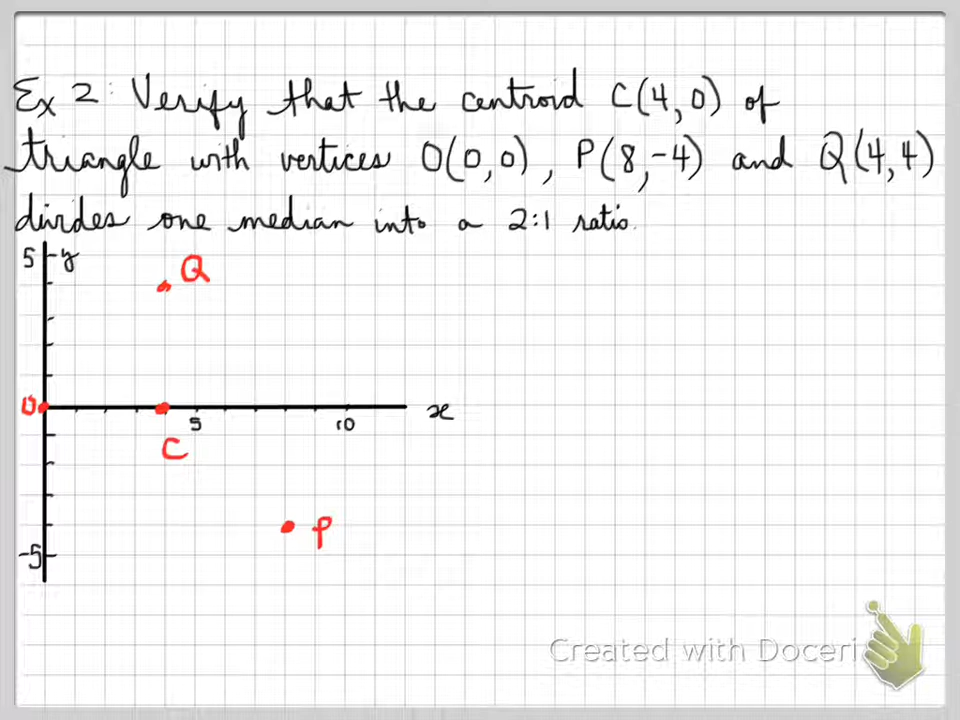 Ex 2: Verify that the centroid C(4,0) of
triangle with vertices O(0,0), P(8,-4) and Q(4,4)
divides one median into a 2:1 ratio.
5 y
Q
O
x
5
10
C
P
-5
Created with Doceri